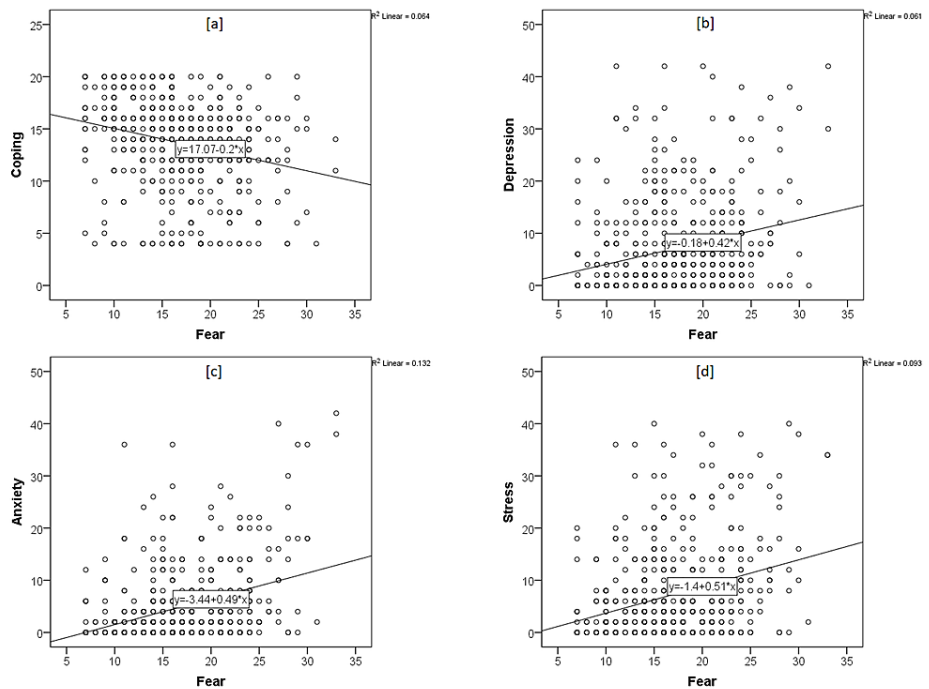 [a]
R² Linear = 0.064
25
20
15
10
5
0
Coping
y=17.07-0.2*x
5 10 15 20 25 30 35
Fear
[b]
R² Linear = 0.061
50
40
30
20
10
0
Depression
y=-0.18+0.42*x
5 10 15 20 25 30 35
Fear
[c]
R² Linear = 0.132
50
40
30
20
10
0
Anxiety
y=-3.44+0.49*x
5 10 15 20 25 30 35
Fear
[d]
R² Linear = 0.093
50
40
30
20
10
0
Stress
y=-1.4+0.51*x
5 10 15 20 25 30 35
Fear